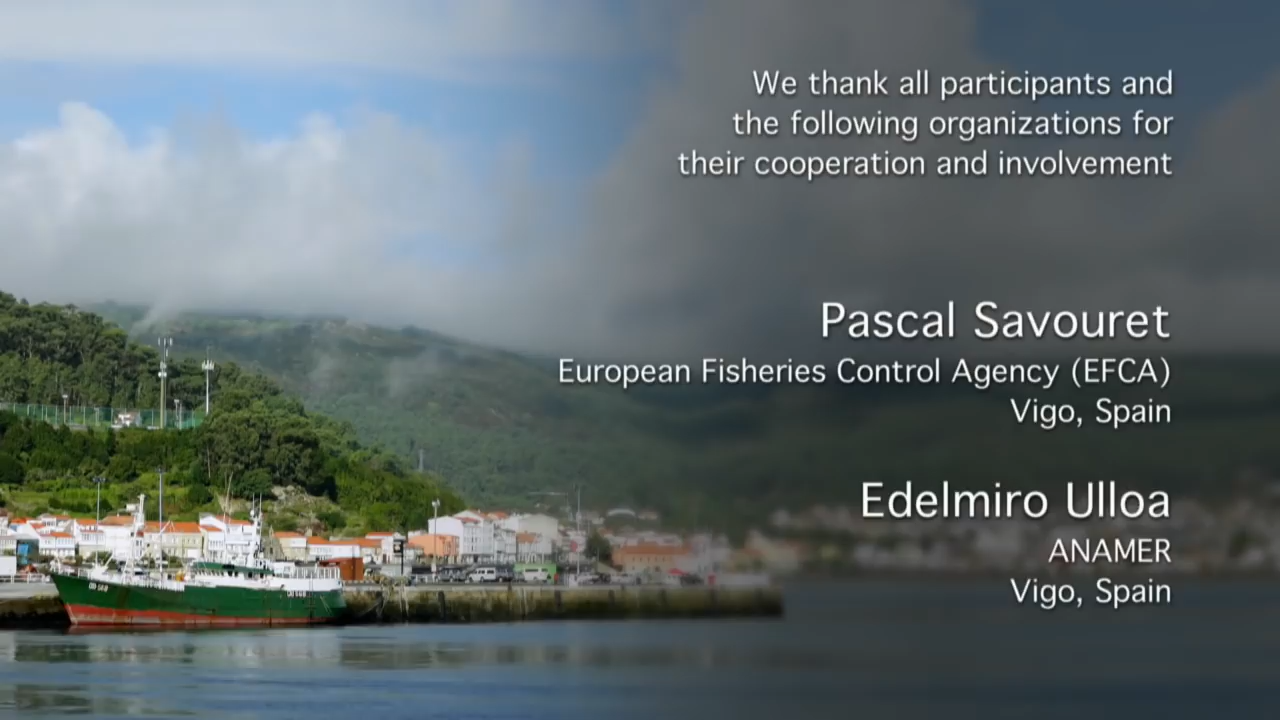 We thank all participants and
the following organizations for
their cooperation and involvement
Pascal Savouret
European Fisheries Control Agency (EFCA)
Vigo, Spain
Edelmiro Ulloa
ANAMER
Vigo, Spain